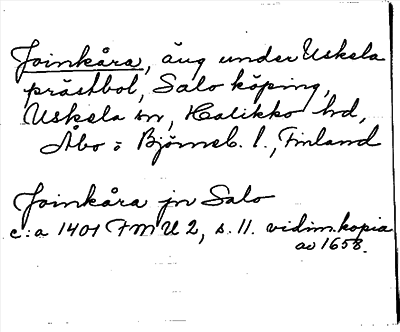 Joinkåra, äng under Uskela
prästbol, Salo köping,
Uskela sn, Halikko hd,
Åbo = Björneb. l., Finland
Joinkåra jn Salo
c:a 1401 FMU 2, s. 11. vidim. kopia
av 1658.